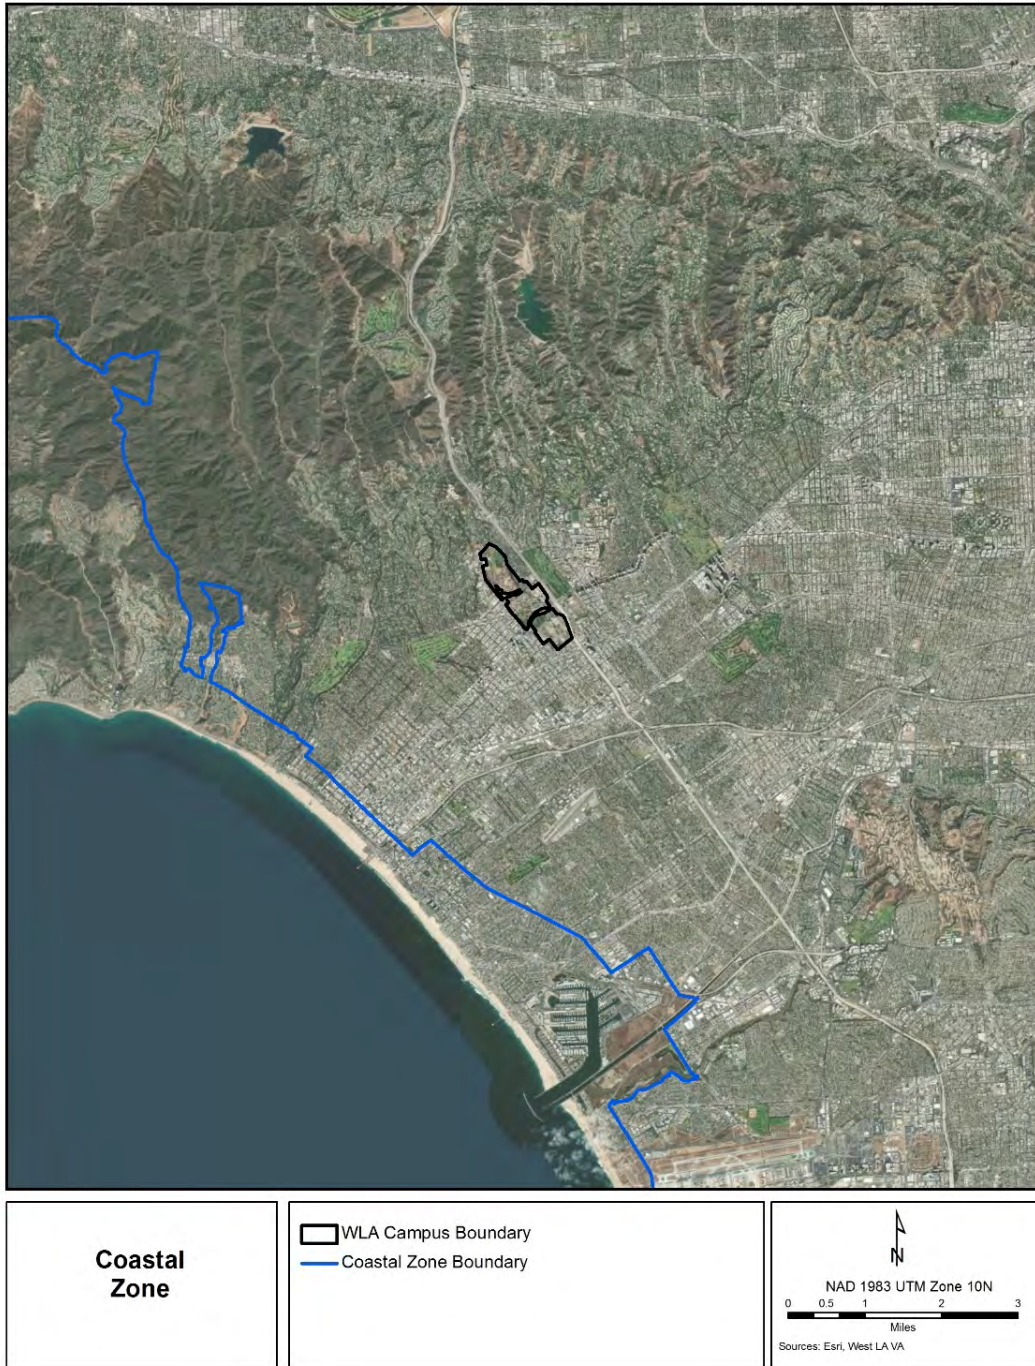 Coastal
Zone
WLA Campus Boundary
Coastal Zone Boundary
N
NAD 1983 UTM Zone 10N
0 0.5 1 2 3
Miles
Sources: Esri, West LA VA